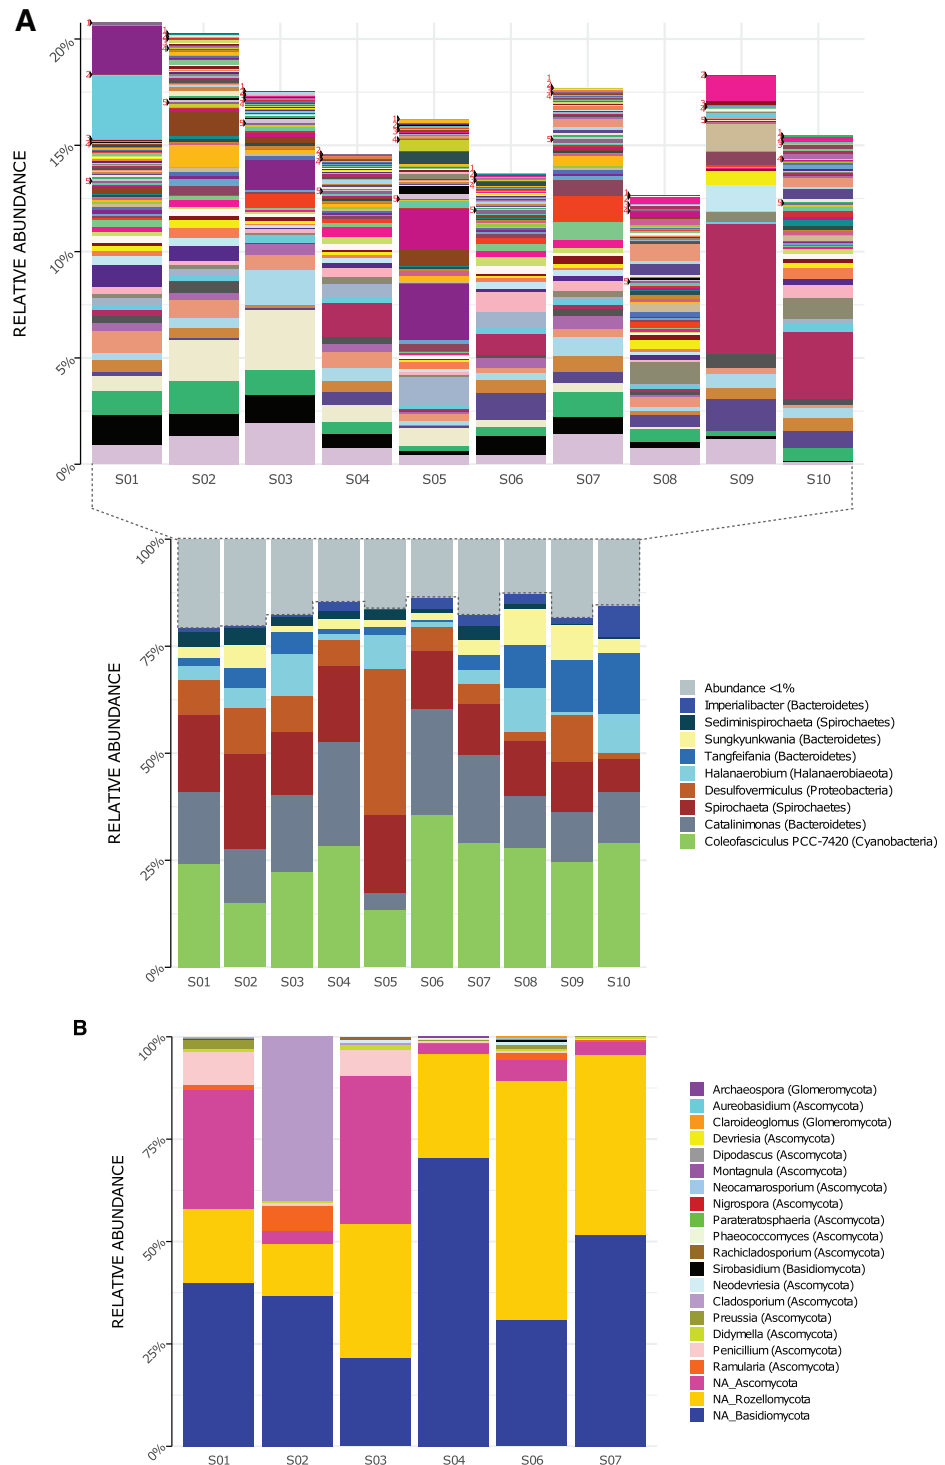 A
RELATIVE ABUNDANCE
20%
15%
10%
5%
0%
S01 S02 S03 S04 S05 S06 S07 S08 S09 S10
RELATIVE ABUNDANCE
100%
75%
50%
25%
0%
S01 S02 S03 S04 S05 S06 S07 S08 S09 S10
Abundance <1%
Imperialibacter (Bacteroidetes)
Sediminispirochaeta (Spirochaetes)
Sungkyunkwania (Bacteroidetes)
Tangfeifania (Bacteroidetes)
Halanaerobium (Halanaerobiaeota)
Desulfovermiculus (Proteobacteria)
Spirochaeta (Spirochaetes)
Catalinimonas (Bacteroidetes)
Coleofasciculus PCC-7420 (Cyanobacteria)
B
RELATIVE ABUNDANCE
100%
75%
50%
25%
0%
S01 S02 S03 S04 S06 S07
Archaeospora (Glomeromycota)
Aureobasidium (Ascomycota)
Claroideoglomus (Glomeromycota)
Devriesia (Ascomycota)
Dipodascus (Ascomycota)
Montagnula (Ascomycota)
Neocamarosporium (Ascomycota)
Nigrospora (Ascomycota)
Parateratosphaeria (Ascomycota)
Phaeococcomyces (Ascomycota)
Rachicladosporium (Ascomycota)
Sirobasidium (Basidiomycota)
Neodevriesia (Ascomycota)
Cladosporium (Ascomycota)
Preussia (Ascomycota)
Didymella (Ascomycota)
Penicillium (Ascomycota)
Ramularia (Ascomycota)
NA_Ascomycota
NA_Rozellomycota
NA_Basidiomycota